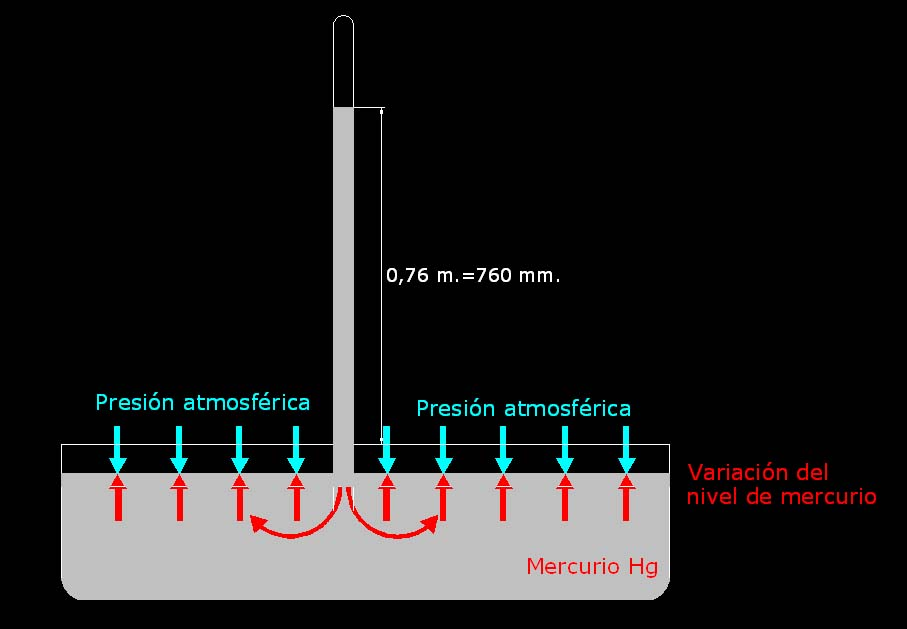 0,76 m.=760 mm.
Presión atmosférica
Presión atmosférica
Variación del
nivel de mercurio
Mercurio Hg